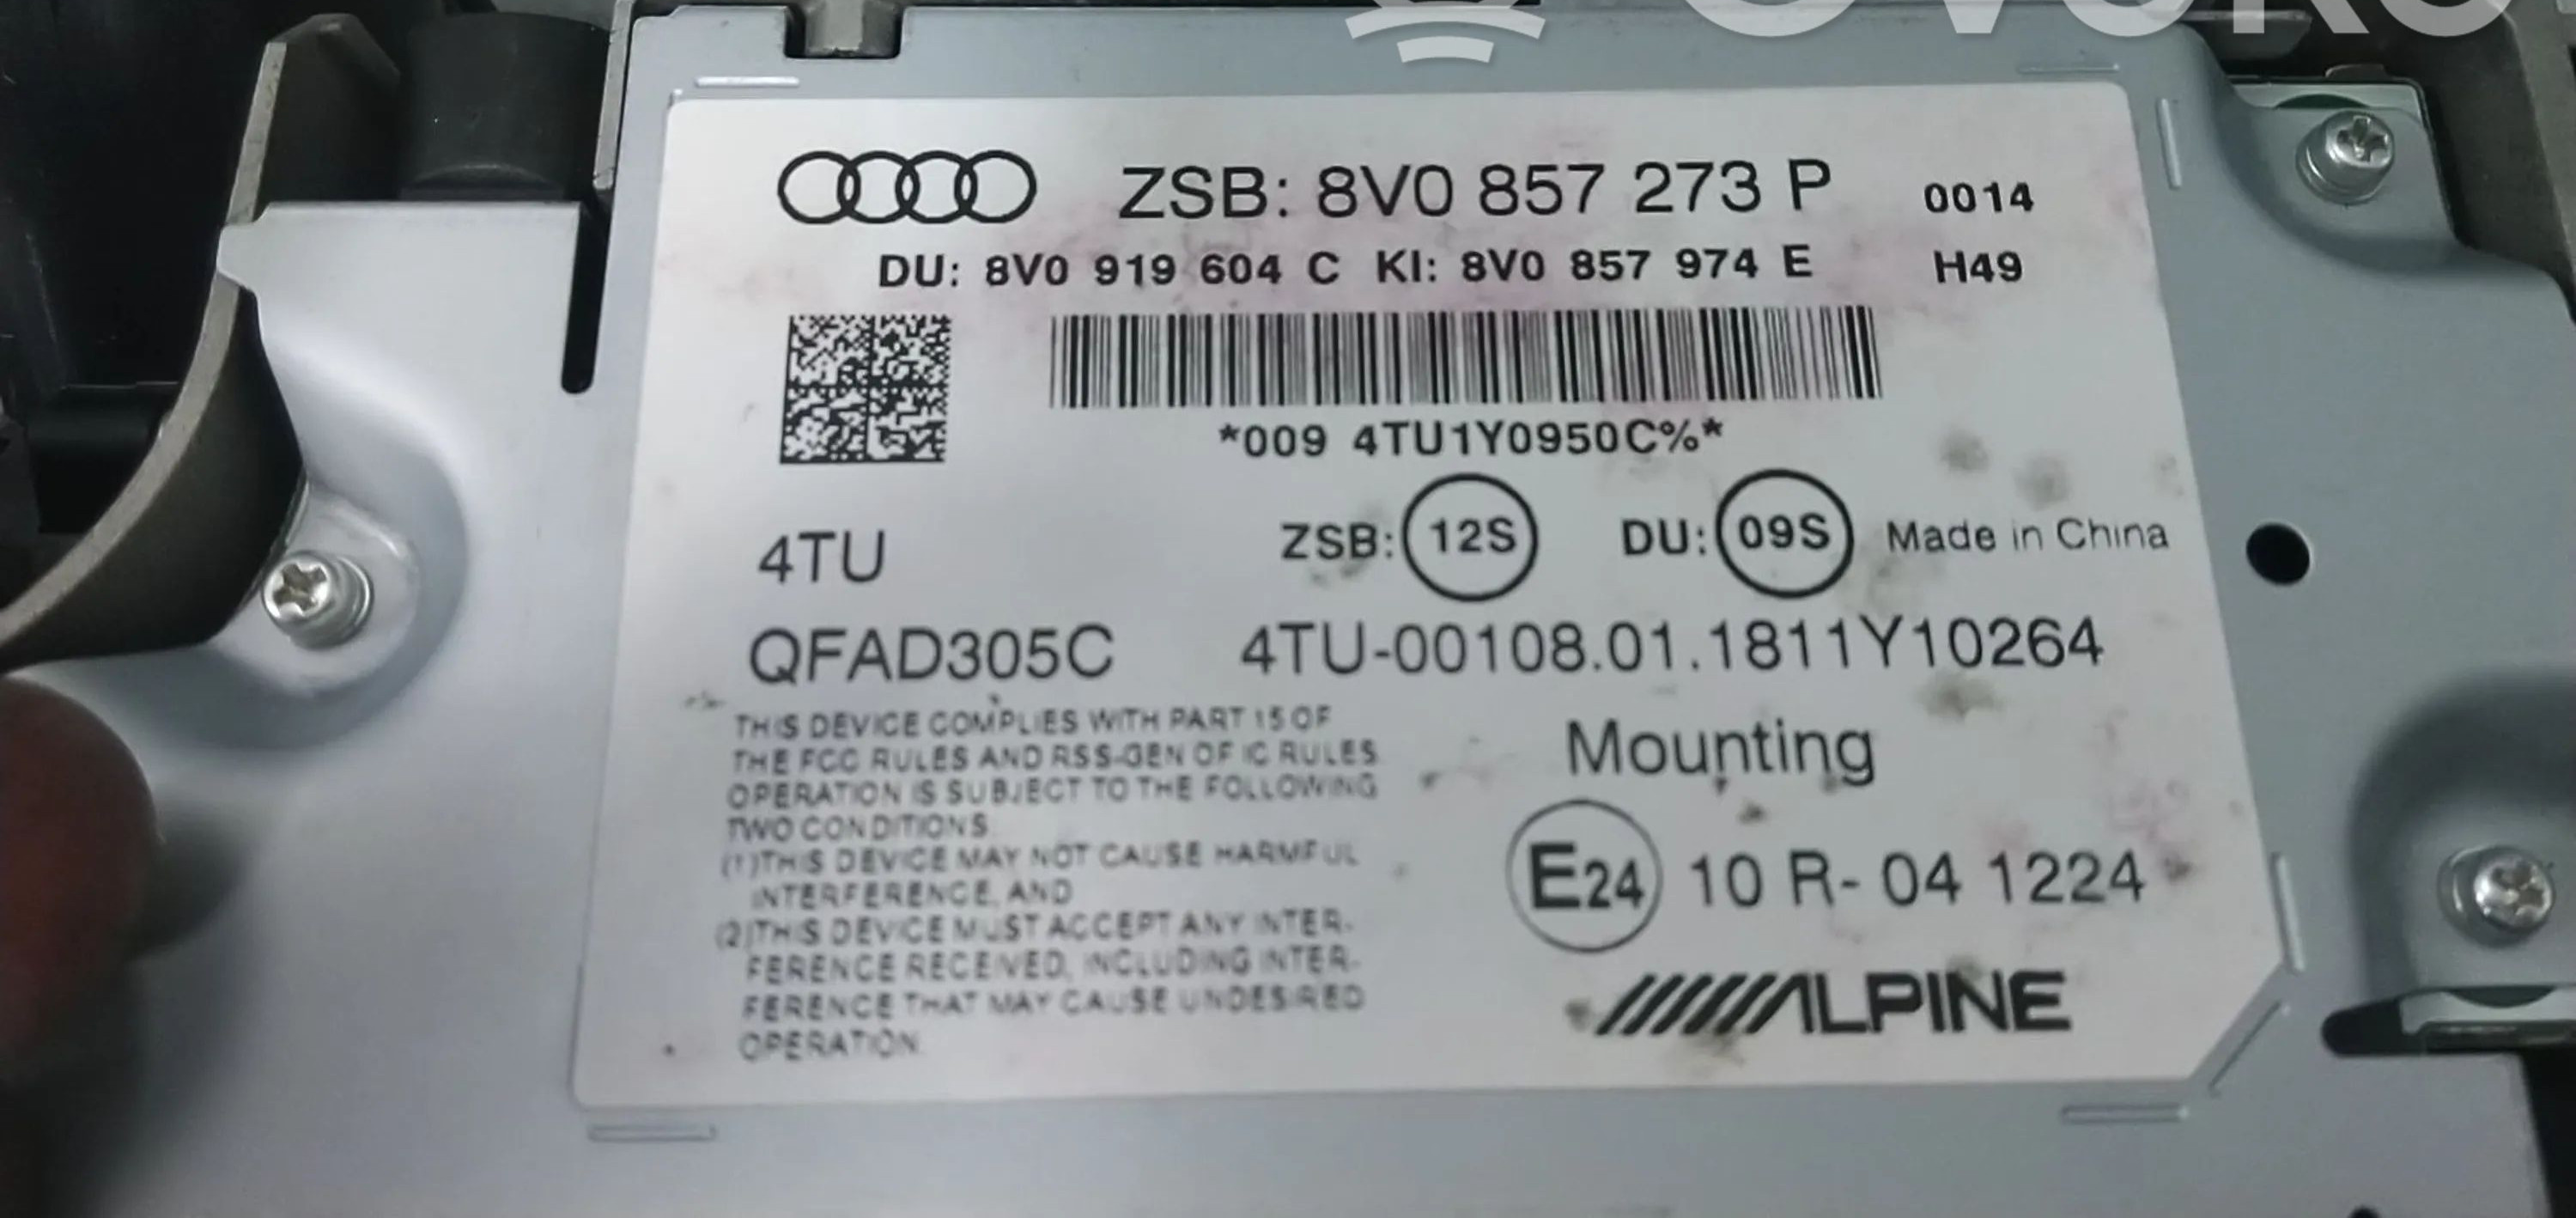 OVOKO
ZSB: 8V0 857 273 P 0014
DU: 8V0 919 604 C KI: 8V0 857 974 E H49
*009 4TU1Y0950C%*
4TU ZSB: 12S DU: 09S Made in China
QFAD305C 4TU-00108.01.1811Y10264
THIS DEVICE COMPLIES WITH PART 15 OF
THE FCC RULES AND RSS-GEN OF IC RULES
OPERATION IS SUBJECT TO THE FOLLOWING
TWO CONDITIONS
(1)THIS DEVICE MAY NOT CAUSE HARMFUL
INTERFERENCE, AND
(2)THIS DEVICE MUST ACCEPT ANY INTER-
FERENCE RECEIVED, INCLUDING INTER-
FERENCE THAT MAY CAUSE UNDESIRED
OPERATION.
Mounting
E24 10 R- 04 1224
ALPINE